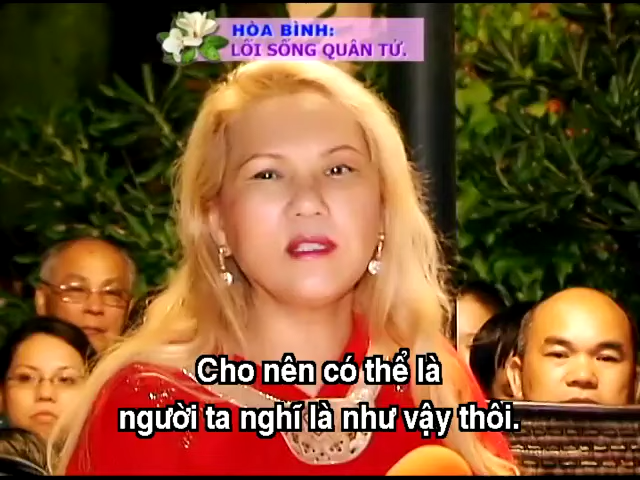 HÒA BÌNH:
LỐI SỐNG QUÂN TỬ.
Cho nên có thể là
người ta nghĩ là như vậy thôi.